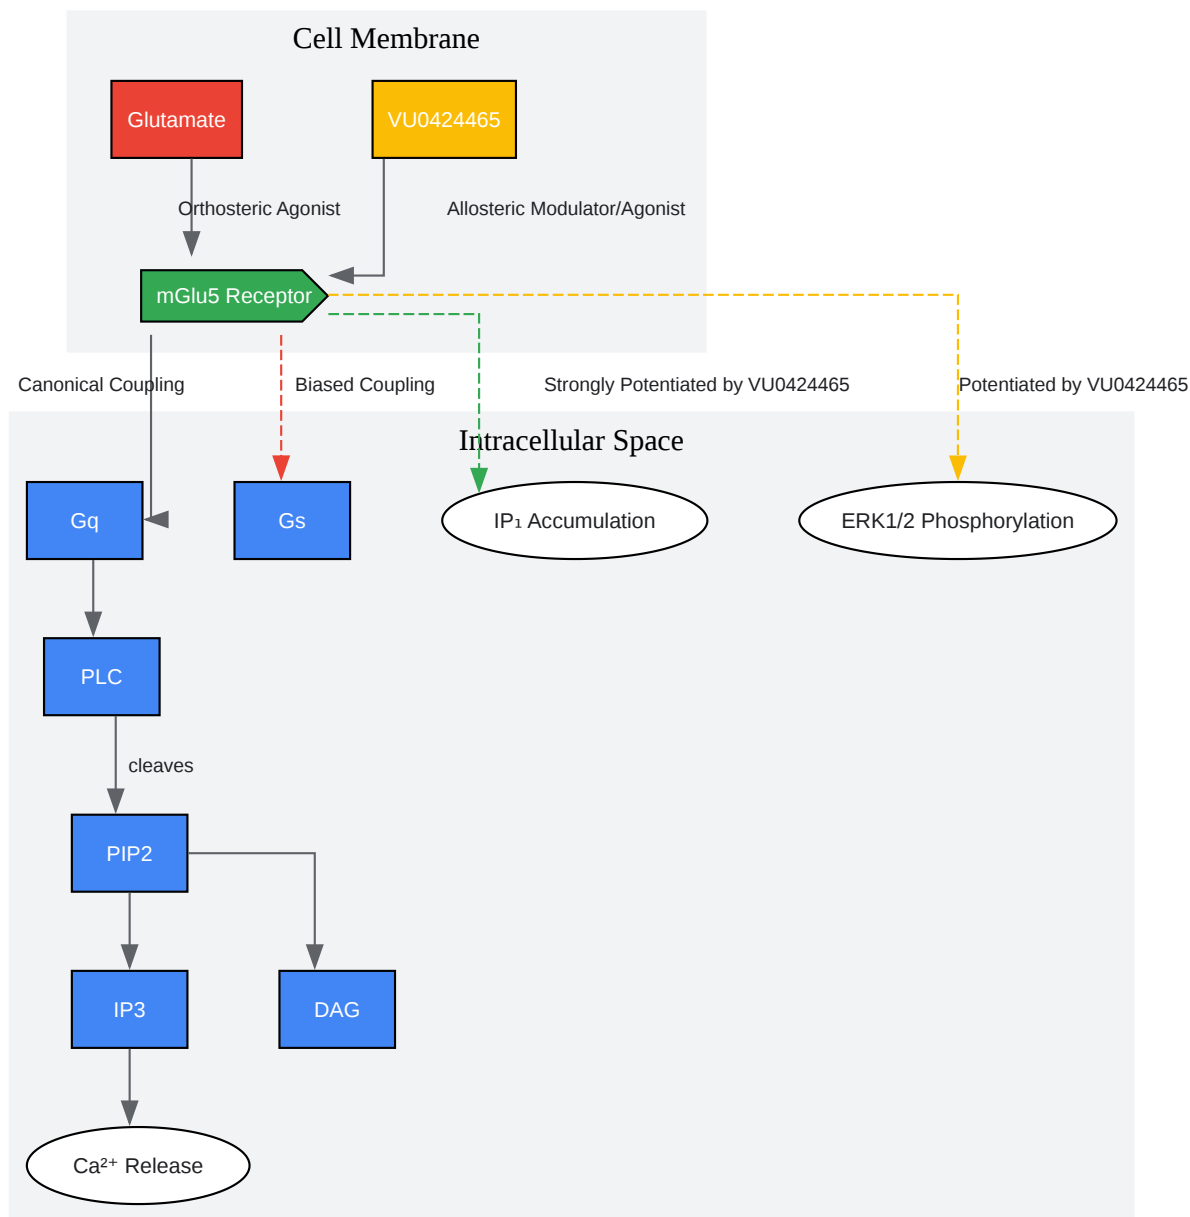 Cell Membrane
Glutamate
VU0424465
Orthosteric Agonist
Allosteric Modulator/Agonist
mGlu5 Receptor
Canonical Coupling
Biased Coupling
Strongly Potentiated by VU0424465
Potentiated by VU0424465
Intracellular Space
Gq
Gs
IP₁ Accumulation
ERK1/2 Phosphorylation
PLC
cleaves
PIP2
IP3
DAG
Ca²⁺ Release